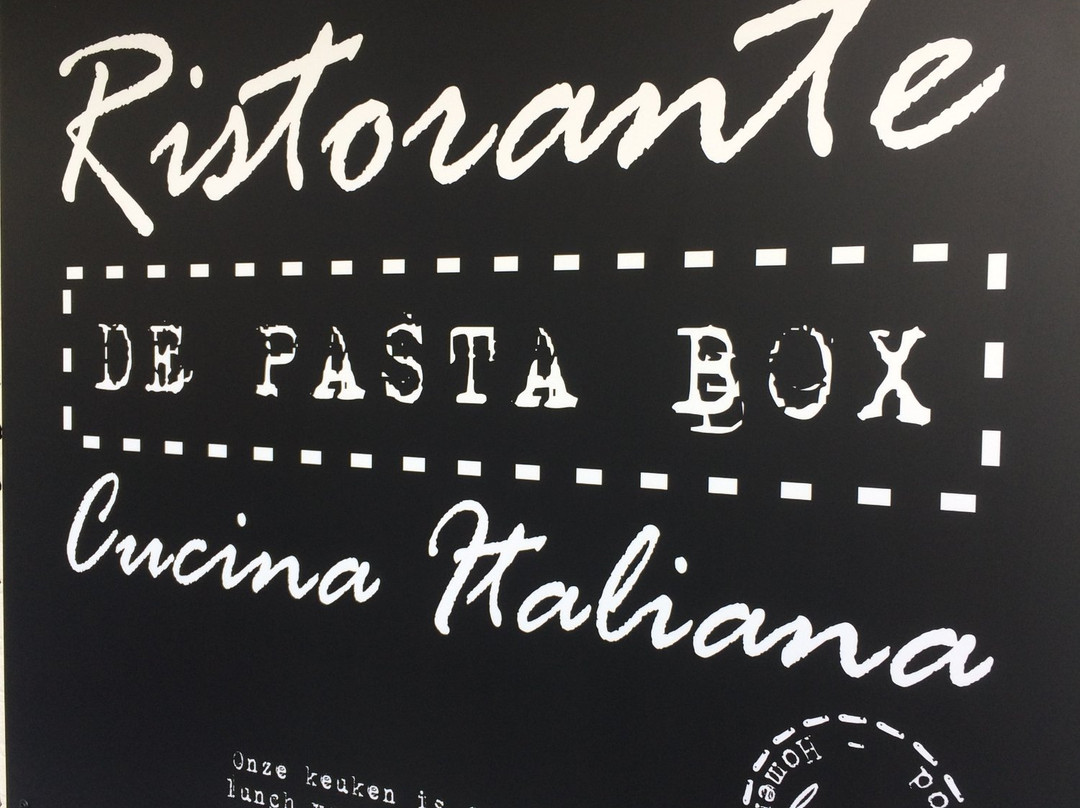 Ristorante
DE PASTA BOX
Cucina Italiana
Onze keuken is
lunch